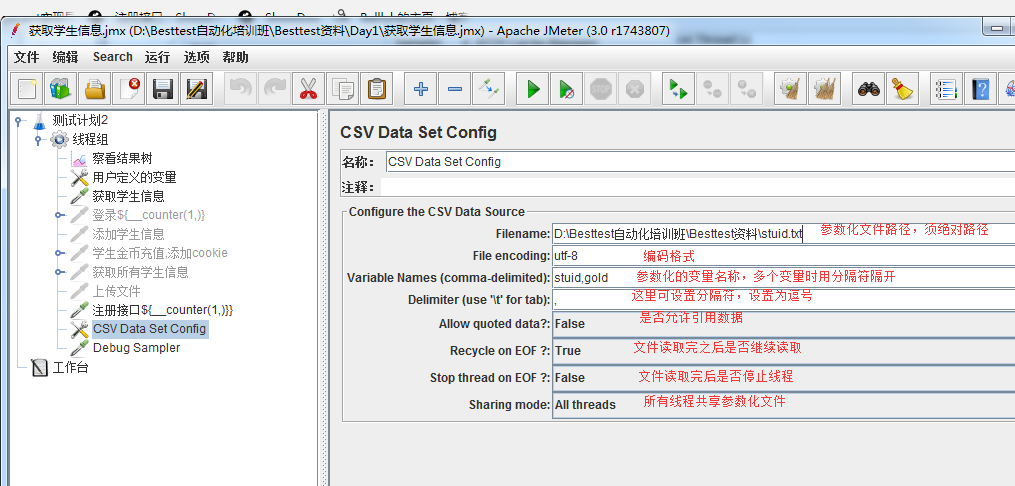 获取学生信息.jmx (D:\Besttest自动化培训班\Besttest资料\Day1\获取学生信息.jmx) - Apache JMeter (3.0 r1743807)
文件 编辑 Search 运行 选项 帮助
测试计划2
线程组
察看结果树
用户定义的变量
获取学生信息
登录${__counter(1,)}
添加学生信息
学生金币充值,添加cookie
获取所有学生信息
上传文件
注册接口${__counter(1,)}}
CSV Data Set Config
Debug Sampler
工作台
CSV Data Set Config
名称: CSV Data Set Config
注释:
Configure the CSV Data Source
Filename: D:\Besttest自动化培训班\Besttest资料\stuid.txt 参数化文件路径，须绝对路径
File encoding: utf-8 编码格式
Variable Names (comma-delimited): stuid,gold 参数化的变量名称，多个变量时用分隔符隔开
Delimiter (use '\t' for tab): , 这里可设置分隔符，设置为逗号
Allow quoted data?: False 是否允许引用数据
Recycle on EOF ?: True 文件读取完之后是否继续读取
Stop thread on EOF ?: False 文件读取完后是否停止线程
Sharing mode: All threads 所有线程共享参数化文件